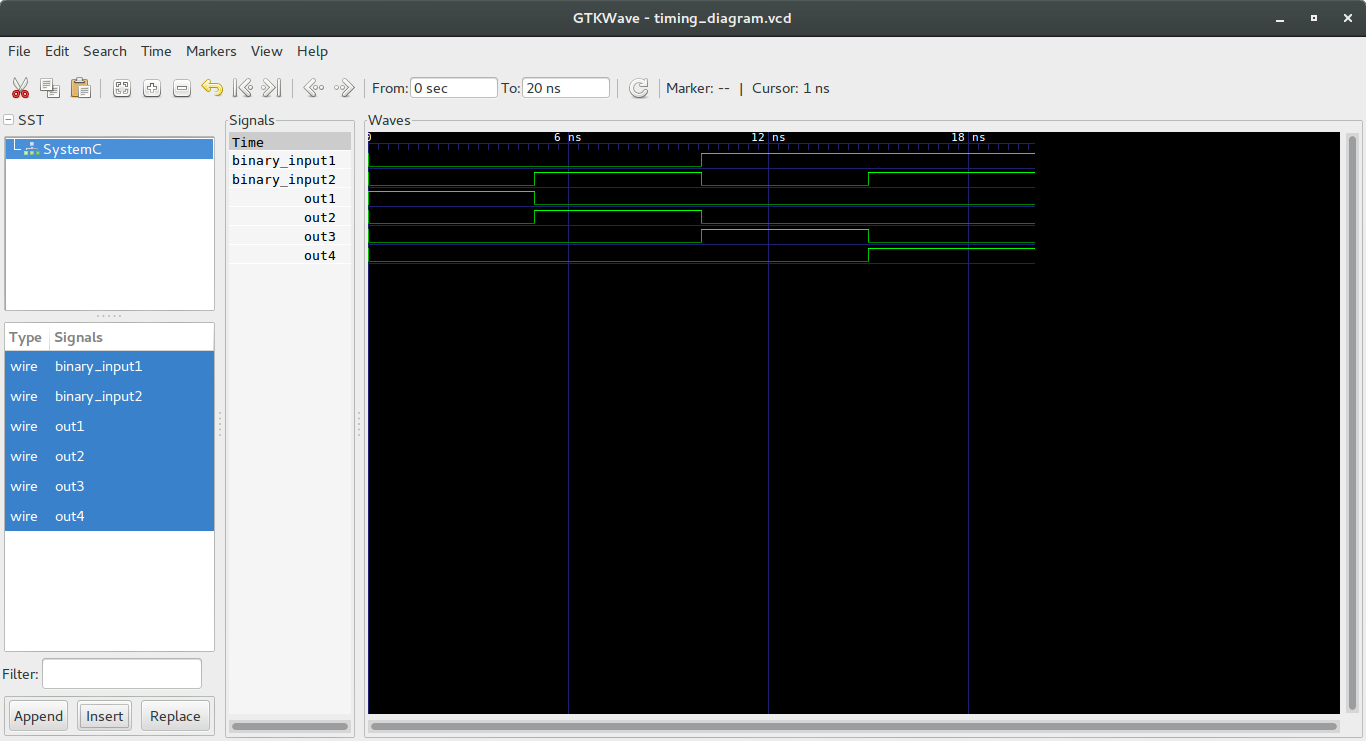 GTKWave - timing_diagram.vcd
File Edit Search Time Markers View Help
From: 0 sec To: 20 ns Marker: -- | Cursor: 1 ns
SST
SystemC
Type Signals
wire binary_input1
wire binary_input2
wire out1
wire out2
wire out3
wire out4
Filter:
Append Insert Replace
Signals
Time
binary_input1
binary_input2
out1
out2
out3
out4
Waves
0 6 ns 12 ns 18 ns